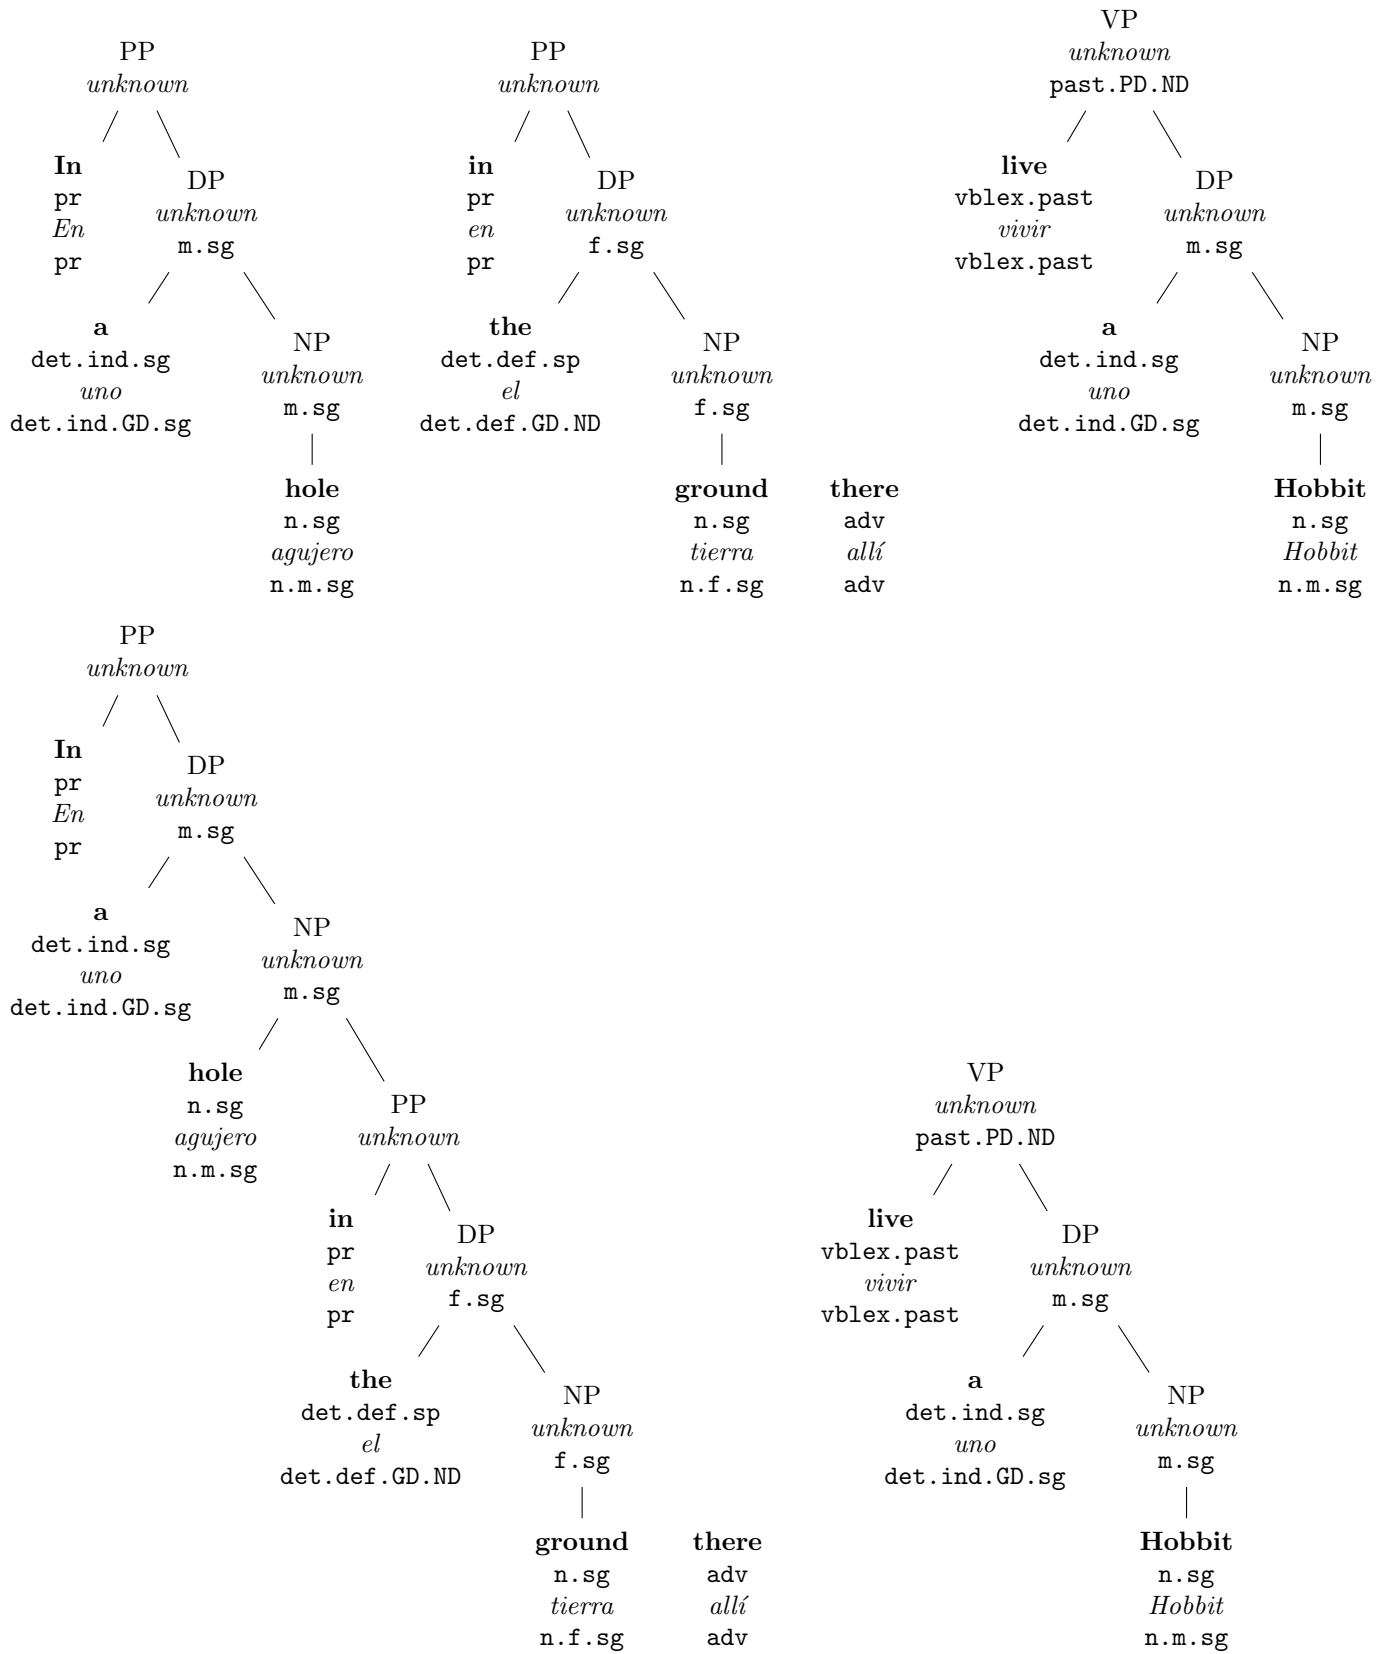 PP
unknown
In
pr
En
pr
DP
unknown
m.sg
a
det.ind.sg
uno
det.ind.GD.sg
NP
unknown
m.sg
hole
n.sg
agujero
n.m.sg
PP
unknown
in
pr
en
pr
DP
unknown
f.sg
the
det.def.sp
el
det.def.GD.ND
NP
unknown
f.sg
ground
n.sg
tierra
n.f.sg
there
adv
allí
adv
VP
unknown
past.PD.ND
live
vblex.past
vivir
vblex.past
DP
unknown
m.sg
a
det.ind.sg
uno
det.ind.GD.sg
NP
unknown
m.sg
Hobbit
n.sg
Hobbit
n.m.sg
PP
unknown
In
pr
En
pr
DP
unknown
m.sg
a
det.ind.sg
uno
det.ind.GD.sg
NP
unknown
m.sg
hole
n.sg
agujero
n.m.sg
PP
unknown
in
pr
en
pr
DP
unknown
f.sg
the
det.def.sp
el
det.def.GD.ND
NP
unknown
f.sg
ground
n.sg
tierra
n.f.sg
there
adv
allí
adv
VP
unknown
past.PD.ND
live
vblex.past
vivir
vblex.past
DP
unknown
m.sg
a
det.ind.sg
uno
det.ind.GD.sg
NP
unknown
m.sg
Hobbit
n.sg
Hobbit
n.m.sg